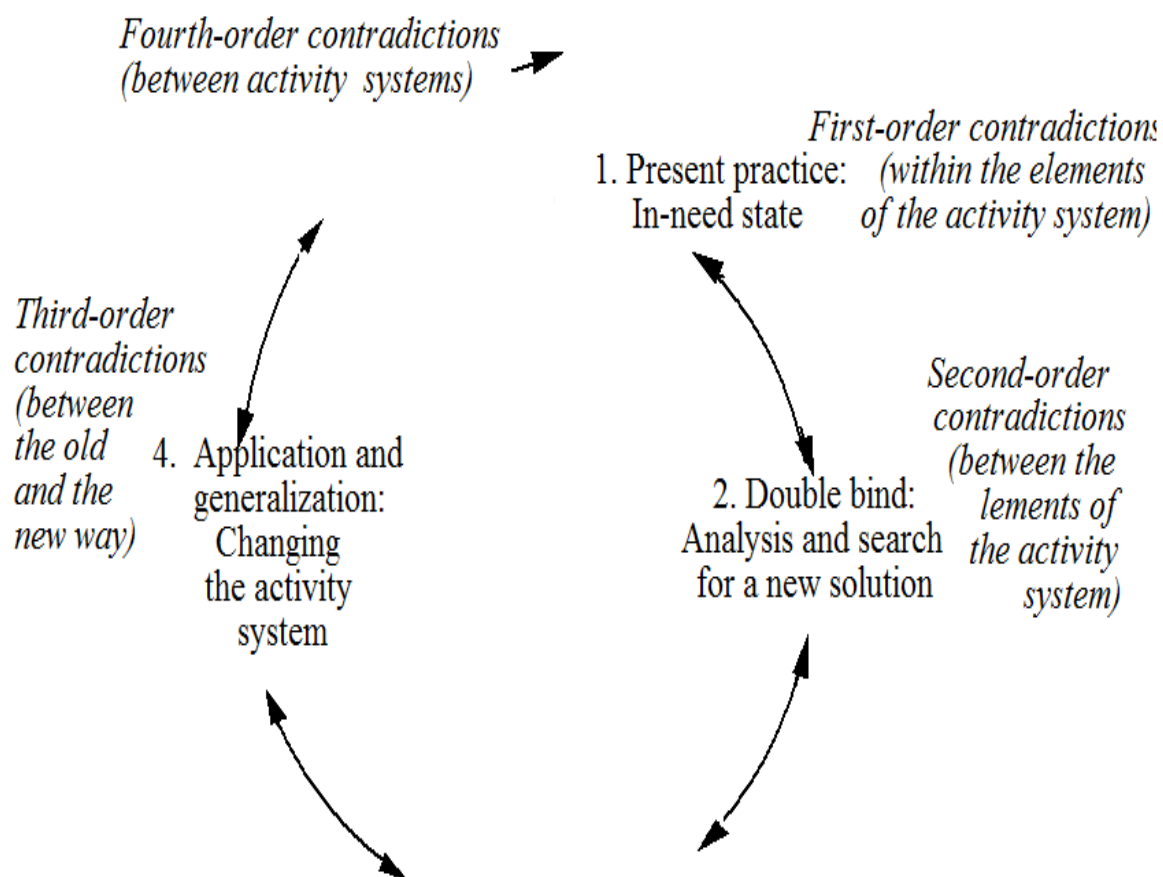 Fourth-order contradictions
(between activity systems)
First-order contradictions
(within the elements
of the activity system)
1. Present practice:
In-need state
Third-order
contradictions
(between
the old
and the
new way)
4. Application and
generalization:
Changing
the activity
system
Second-order
contradictions
(between the
lements of
the activity
system)
2. Double bind:
Analysis and search
for a new solution